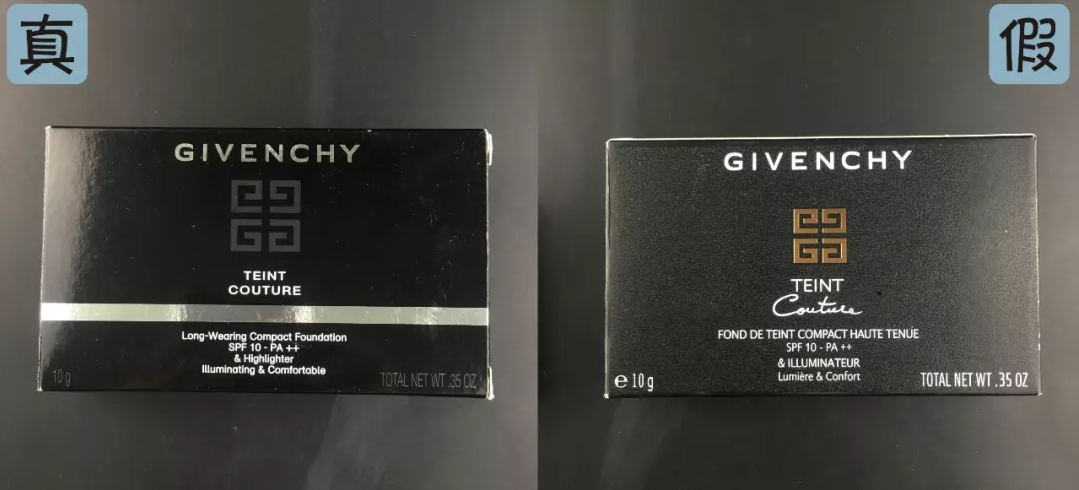 真
GIVENCHY
TEINT
COUTURE
Long-Wearing Compact Foundation
SPF 10 - PA ++
& Highlighter
Illuminating & Comfortable
10 g
TOTAL NET WT .35 OZ
假
GIVENCHY
TEINT
Couture
FOND DE TEINT COMPACT HAUTE TENUE
SPF 10 - PA ++
& ILLUMINATEUR
Lumière & Confort
e 10 g
TOTAL NET WT .35 OZ